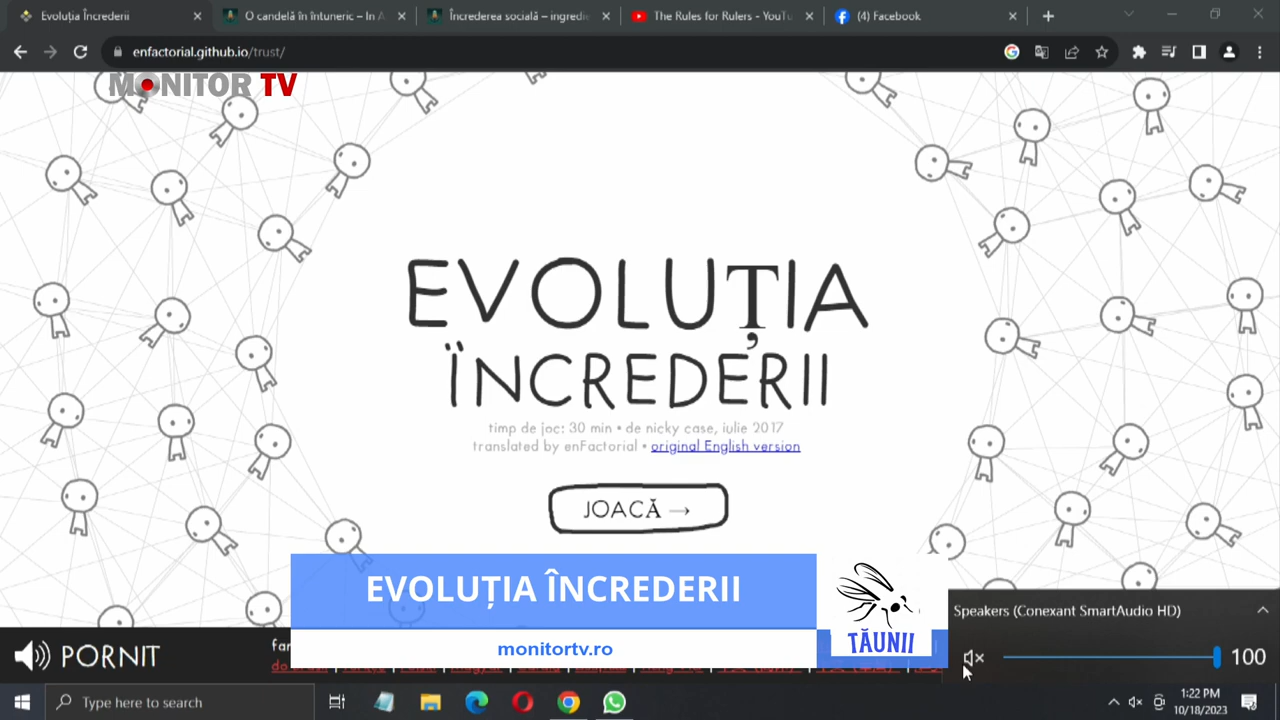 Evoluția Încrederii
O candelă în întuneric – In A
Încrederea socială – ingredie
The Rules for Rulers - YouTu
(4) Facebook
enfactorial.github.io/trust/
MONITOR TV
EVOLUȚIA
ÎNCREDERII
timp de joc: 30 min • de nicky case, iulie 2017
translated by enFactorial • original English version
JOACĂ →
EVOLUȚIA ÎNCREDERII
monitortv.ro
TĂUNII
Speakers (Conexant SmartAudio HD)
100
PORNIT
Type here to search
1:22 PM
10/18/2023